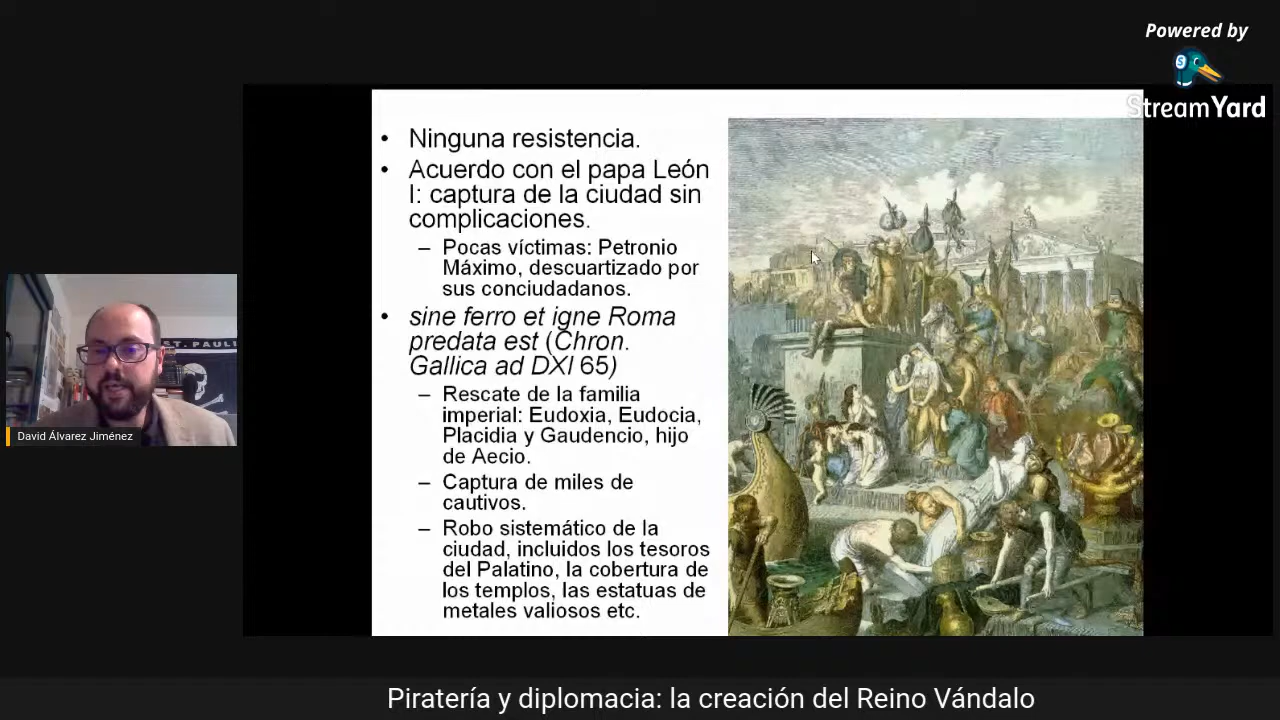 Powered by
StreamYard
• Ninguna resistencia.
• Acuerdo con el papa León
I: captura de la ciudad sin
complicaciones.
– Pocas víctimas: Petronio
Máximo, descuartizado por
sus conciudadanos.
• sine ferro et igne Roma
predata est (Chron.
Gallica ad DXI 65)
– Rescate de la familia
imperial: Eudoxia, Eudocia,
Placidia y Gaudencio, hijo
de Aecio.
– Captura de miles de
cautivos.
– Robo sistemático de la
ciudad, incluidos los tesoros
del Palatino, la cobertura de
los templos, las estatuas de
metales valiosos etc.
ST. PAULI
David Álvarez Jiménez
Piratería y diplomacia: la creación del Reino Vándalo